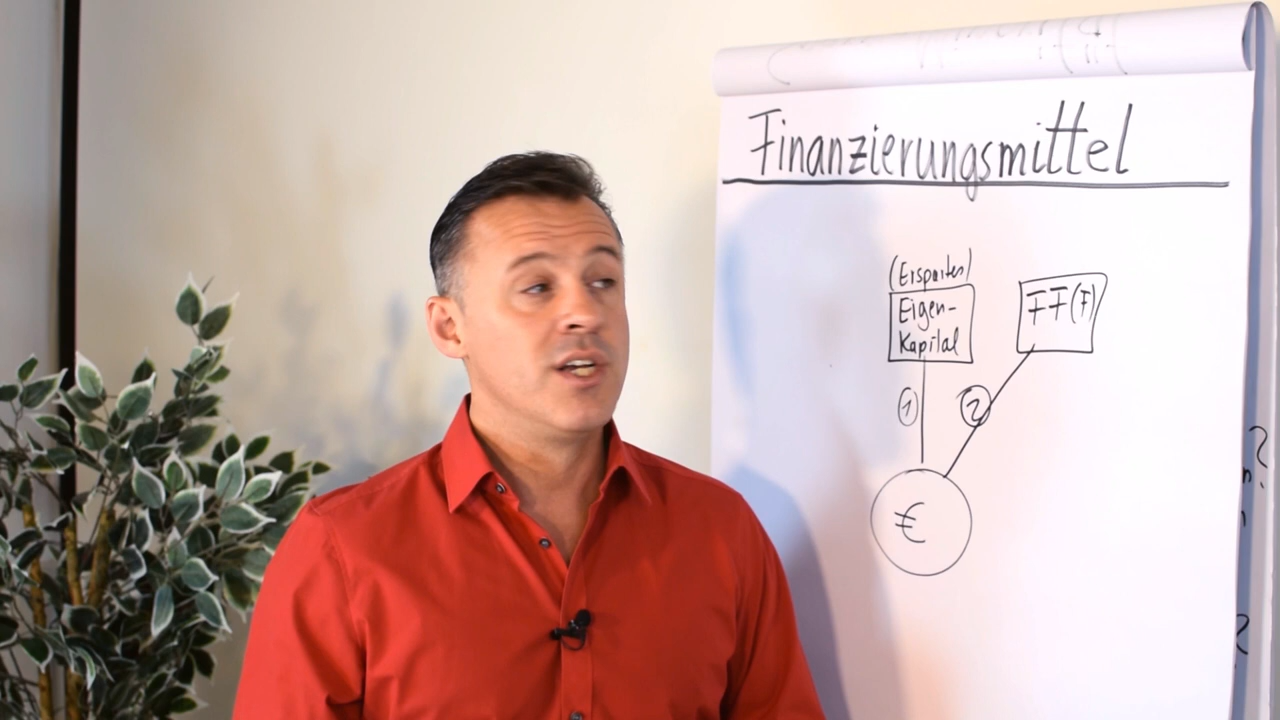 Finanzierungsmittel
(Erspartes)
Eigen-
Kapital
FF(F)
1
2
€